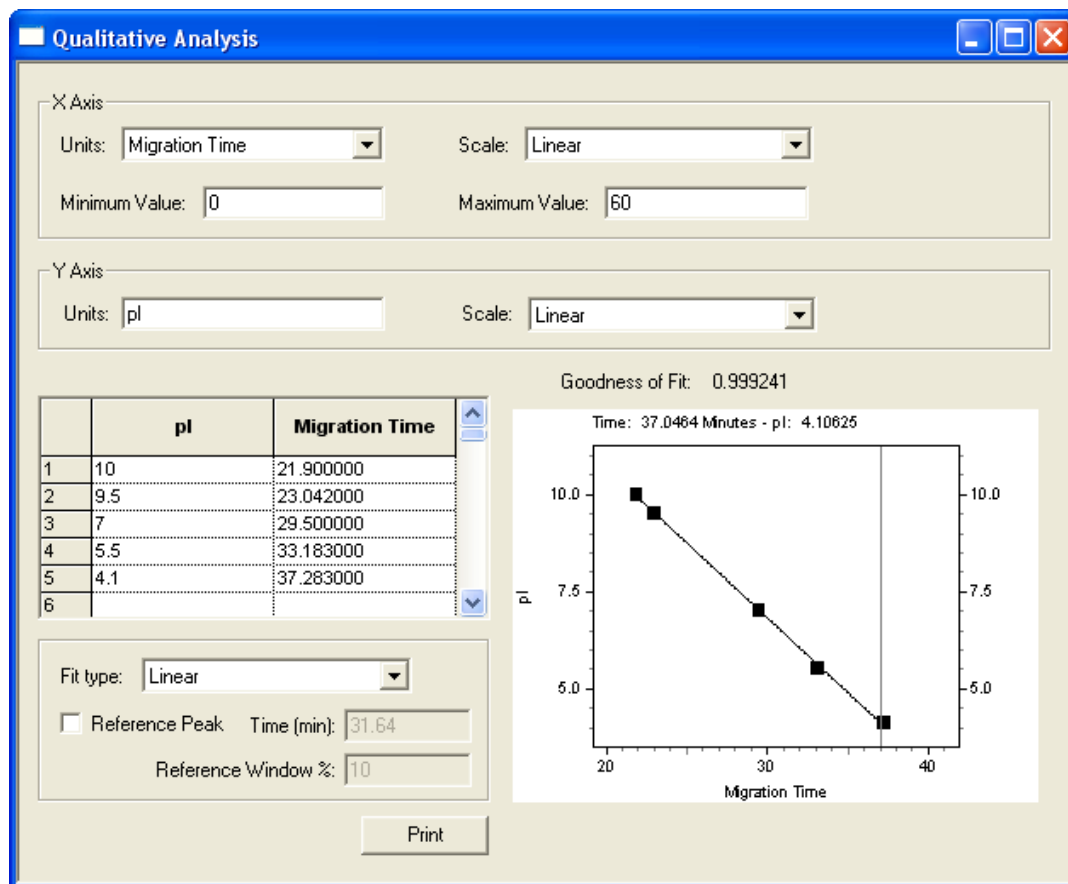 Qualitative Analysis
X Axis
Units: Migration Time Scale: Linear
Minimum Value: 0 Maximum Value: 60
Y Axis
Units: pI Scale: Linear
Goodness of Fit: 0.999241
pI Migration Time
1 10 21.900000
2 9.5 23.042000
3 7 29.500000
4 5.5 33.183000
5 4.1 37.283000
6
Time: 37.0464 Minutes - pI: 4.10625
10.0 10.0
7.5 7.5
5.0 5.0
pI
20 30 40
Migration Time
Fit type: Linear
Reference Peak Time (min): 31.64
Reference Window %: 10
Print